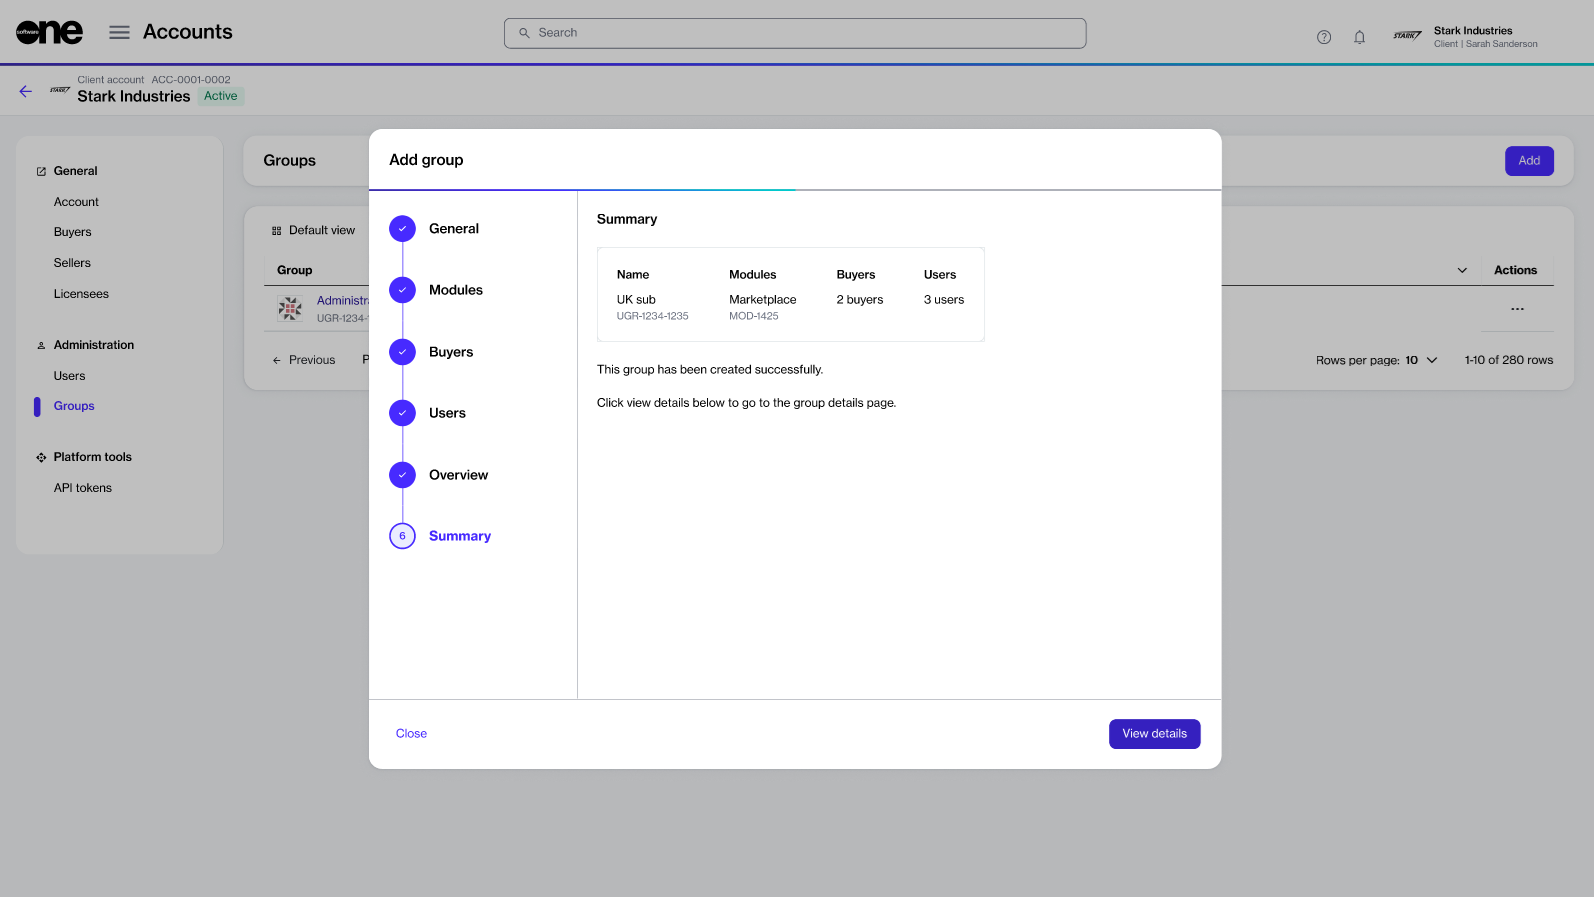 software one
Accounts
Search
Stark Industries
Client | Sarah Sanderson
STARK
Client account ACC-0001-0002
STARK
Stark Industries Active
General
Account
Buyers
Sellers
Licensees
Administration
Users
Groups
Platform tools
API tokens
Groups
Add
Default view
Group
Actions
UGR-1234-
Previous
Rows per page: 10
1-10 of 280 rows
Add group
General
Modules
Buyers
Users
Overview
6 Summary
Summary
Name Modules Buyers Users
UK sub Marketplace 2 buyers 3 users
UGR-1234-1235 MOD-1425
This group has been created successfully.
Click view details below to go to the group details page.
Close
View details